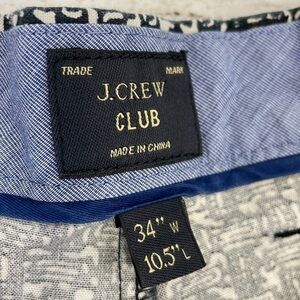 TRADE MARK
J.CREW
CLUB
MADE IN CHINA
34" W
10.5" L